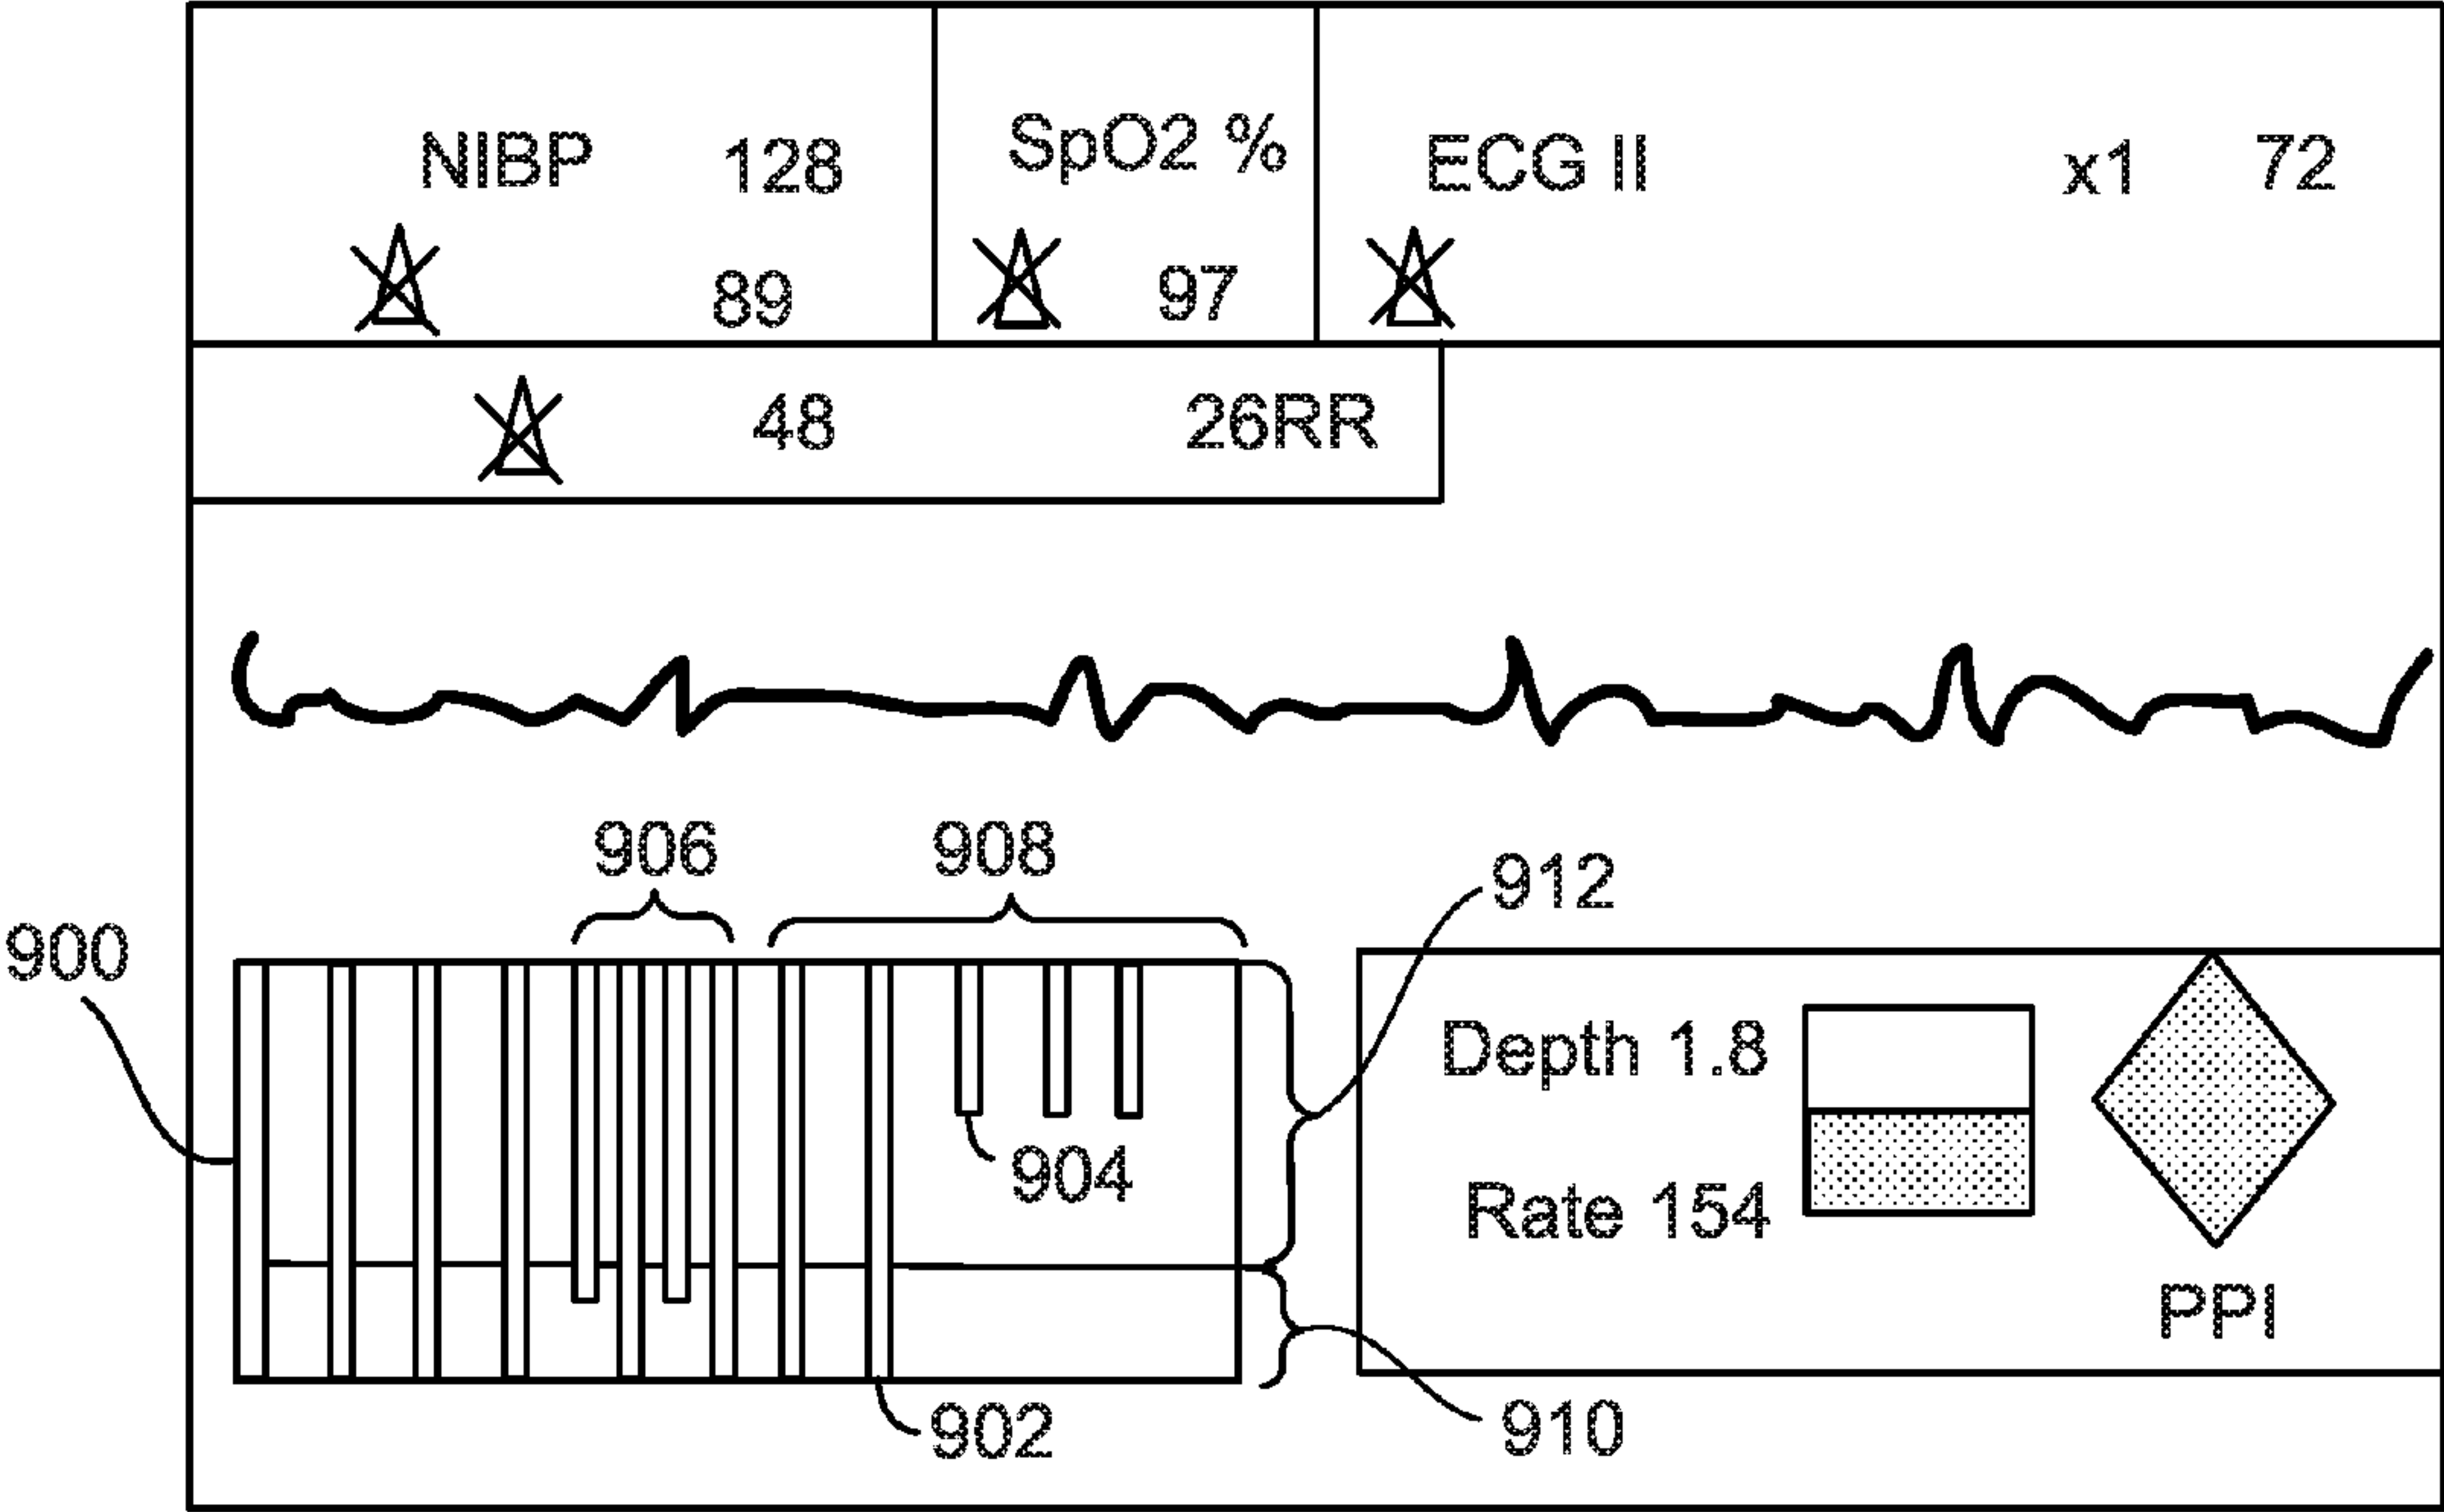 NIBP 128 SpO2 % ECG II x1 72
89 97
48 26RR
906 908 912
900
Depth 1.8
904
Rate 154
PPI
902 910